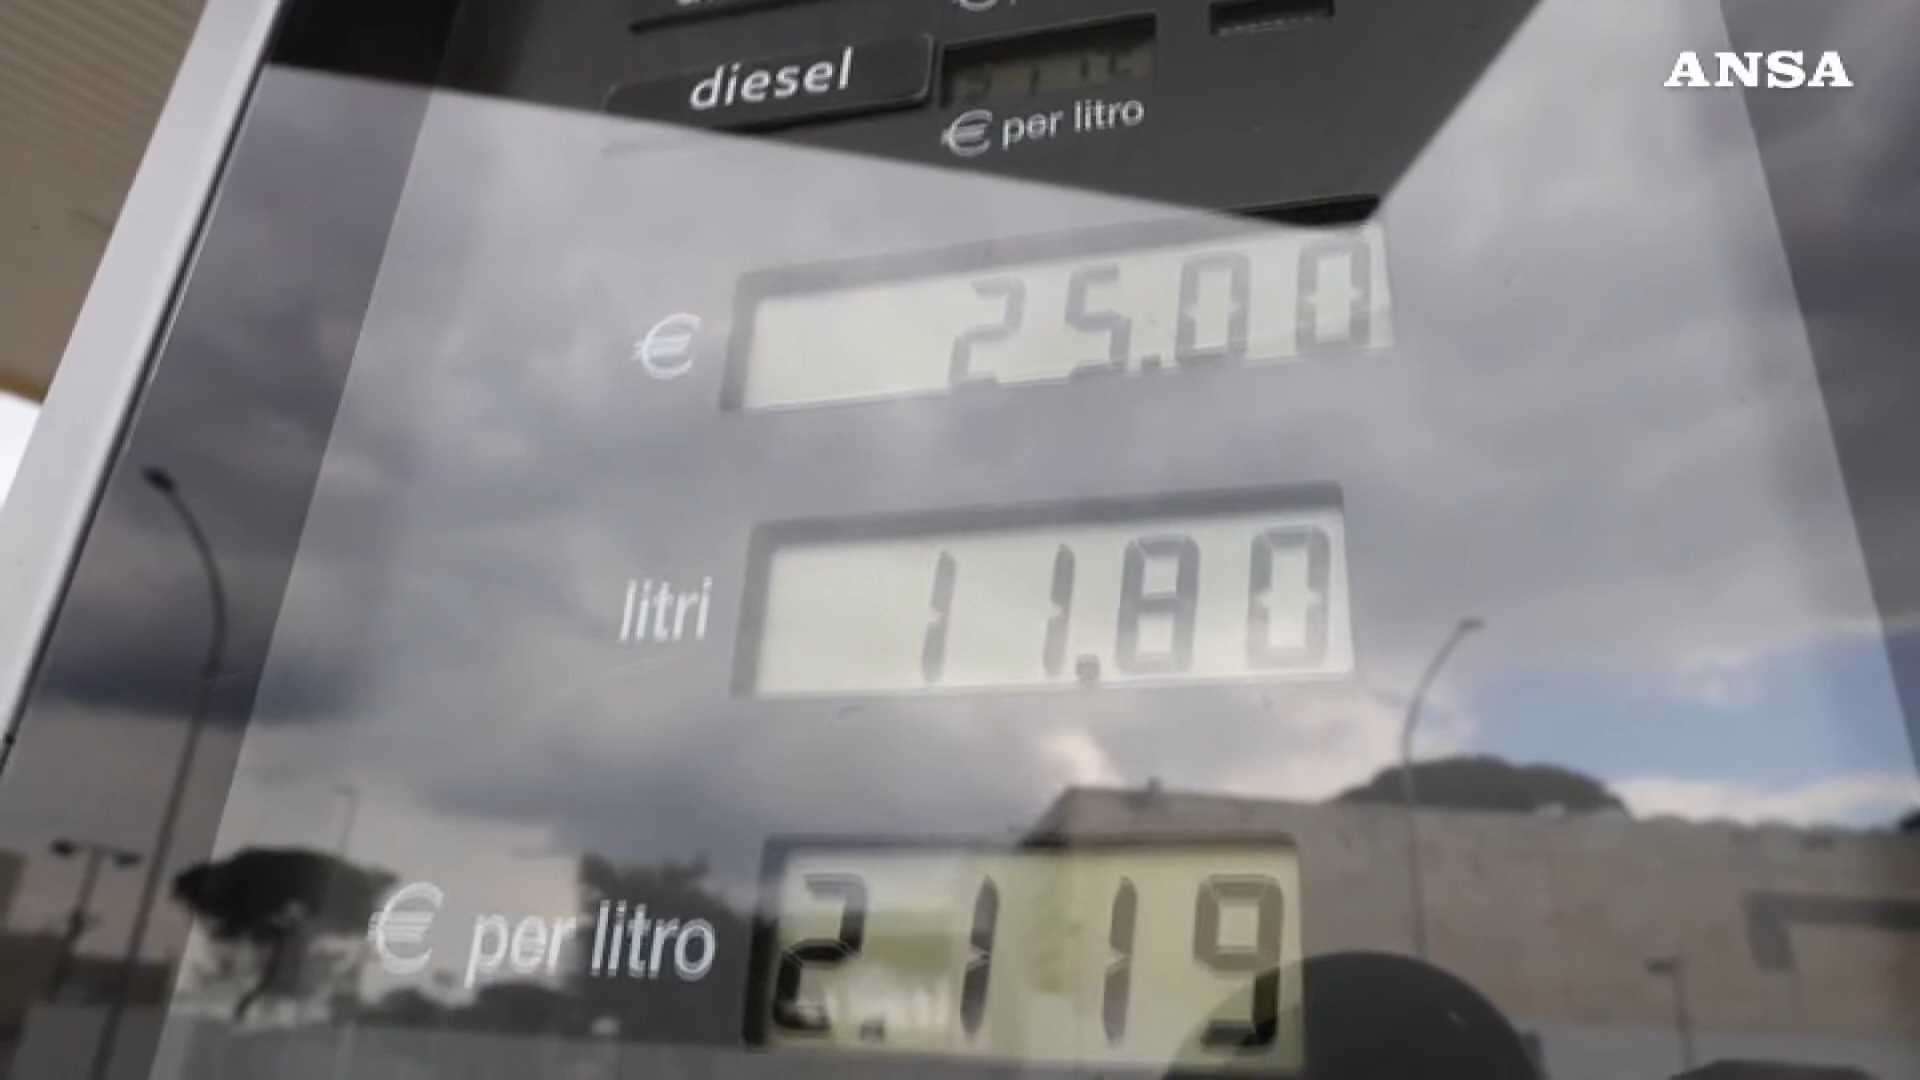 ANSA
diesel
€ per litro
€ 25.00
litri 11.80
€ per litro 2.119